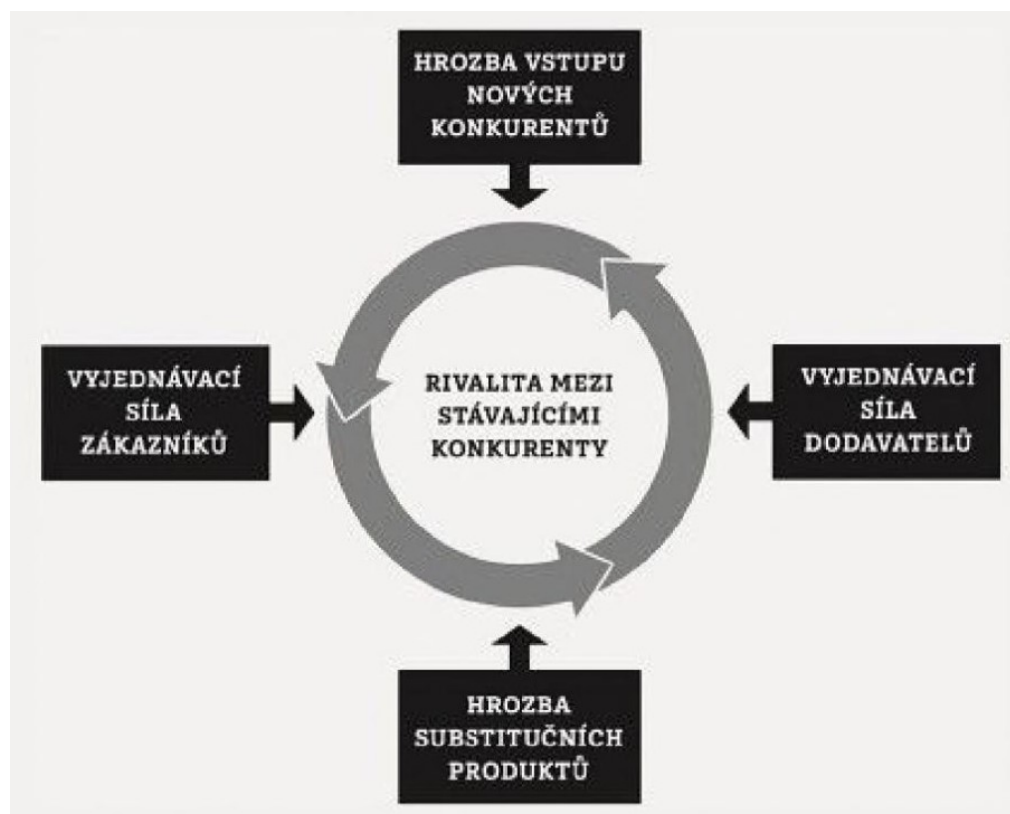 HROZBA VSTUPU
NOVÝCH
KONKURENTŮ
VYJEDNÁVACÍ
SÍLA
ZÁKAZNÍKŮ
RIVALITA MEZI
STÁVAJÍCÍMI
KONKURENTY
VYJEDNÁVACÍ
SÍLA
DODAVATELŮ
HROZBA
SUBSTITUČNÍCH
PRODUKTŮ